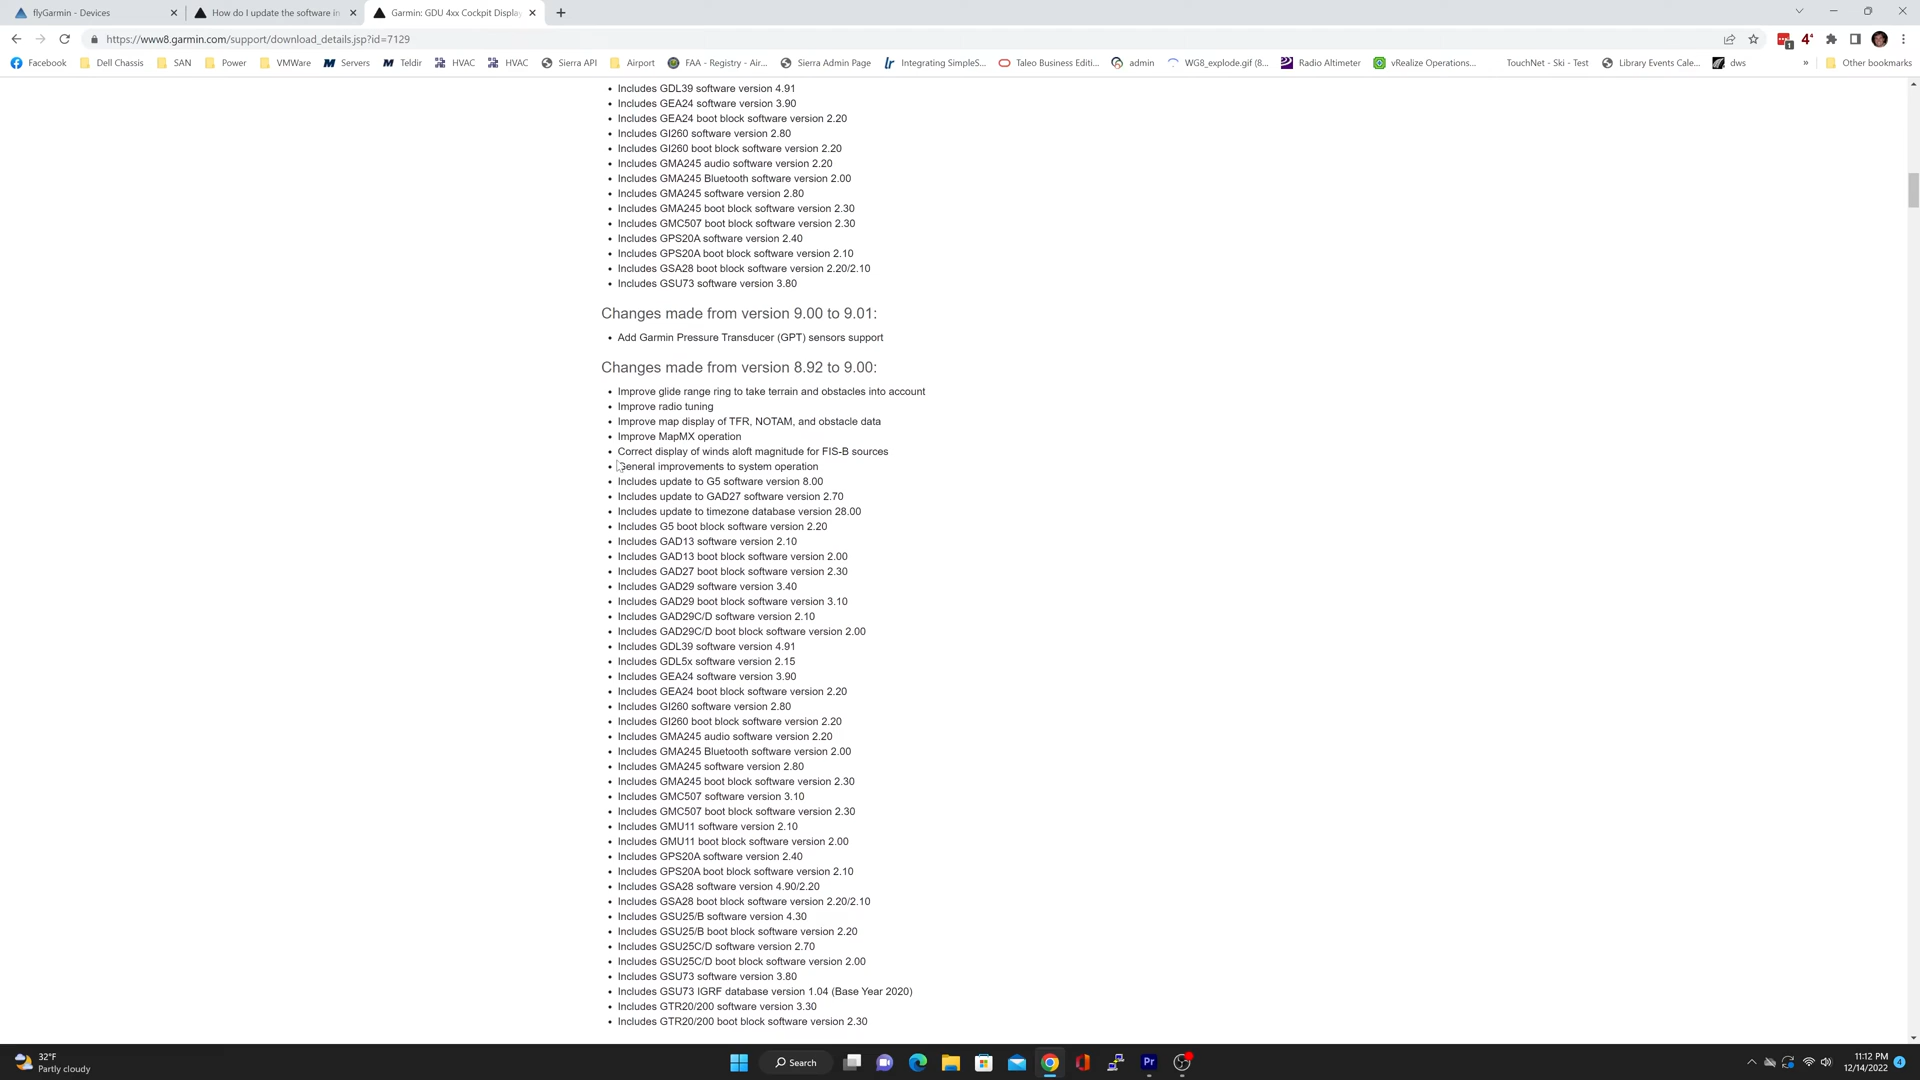 flyGarmin - Devices
How do I update the software in
Garmin: GDU 4xx Cockpit Display
https://www8.garmin.com/support/download_details.jsp?id=7129
Facebook
Dell Chassis
SAN
Power
VMWare
Servers
Teldir
HVAC
HVAC
Sierra API
Airport
FAA - Registry - Air...
Sierra Admin Page
Integrating SimpleS...
Taleo Business Editi...
admin
WG8_explode.gif (8...
Radio Altimeter
vRealize Operations...
TouchNet - Ski - Test
Library Events Cale...
dws
»
Other bookmarks
• Includes GDL39 software version 4.91
• Includes GEA24 software version 3.90
• Includes GEA24 boot block software version 2.20
• Includes GI260 software version 2.80
• Includes GI260 boot block software version 2.20
• Includes GMA245 audio software version 2.20
• Includes GMA245 Bluetooth software version 2.00
• Includes GMA245 software version 2.80
• Includes GMA245 boot block software version 2.30
• Includes GMC507 boot block software version 2.30
• Includes GPS20A software version 2.40
• Includes GPS20A boot block software version 2.10
• Includes GSA28 boot block software version 2.20/2.10
• Includes GSU73 software version 3.80
Changes made from version 9.00 to 9.01:
• Add Garmin Pressure Transducer (GPT) sensors support
Changes made from version 8.92 to 9.00:
• Improve glide range ring to take terrain and obstacles into account
• Improve radio tuning
• Improve map display of TFR, NOTAM, and obstacle data
• Improve MapMX operation
• Correct display of winds aloft magnitude for FIS-B sources
• General improvements to system operation
• Includes update to G5 software version 8.00
• Includes update to GAD27 software version 2.70
• Includes update to timezone database version 28.00
• Includes G5 boot block software version 2.20
• Includes GAD13 software version 2.10
• Includes GAD13 boot block software version 2.00
• Includes GAD27 boot block software version 2.30
• Includes GAD29 software version 3.40
• Includes GAD29 boot block software version 3.10
• Includes GAD29C/D software version 2.10
• Includes GAD29C/D boot block software version 2.00
• Includes GDL39 software version 4.91
• Includes GDL5x software version 2.15
• Includes GEA24 software version 3.90
• Includes GEA24 boot block software version 2.20
• Includes GI260 software version 2.80
• Includes GI260 boot block software version 2.20
• Includes GMA245 audio software version 2.20
• Includes GMA245 Bluetooth software version 2.00
• Includes GMA245 software version 2.80
• Includes GMA245 boot block software version 2.30
• Includes GMC507 software version 3.10
• Includes GMC507 boot block software version 2.30
• Includes GMU11 software version 2.10
• Includes GMU11 boot block software version 2.00
• Includes GPS20A software version 2.40
• Includes GPS20A boot block software version 2.10
• Includes GSA28 software version 4.90/2.20
• Includes GSA28 boot block software version 2.20/2.10
• Includes GSU25/B software version 4.30
• Includes GSU25/B boot block software version 2.20
• Includes GSU25C/D software version 2.70
• Includes GSU25C/D boot block software version 2.00
• Includes GSU73 software version 3.80
• Includes GSU73 IGRF database version 1.04 (Base Year 2020)
• Includes GTR20/200 software version 3.30
• Includes GTR20/200 boot block software version 2.30
32°F
Partly cloudy
Search
Pr
11:12 PM
12/14/2022
4